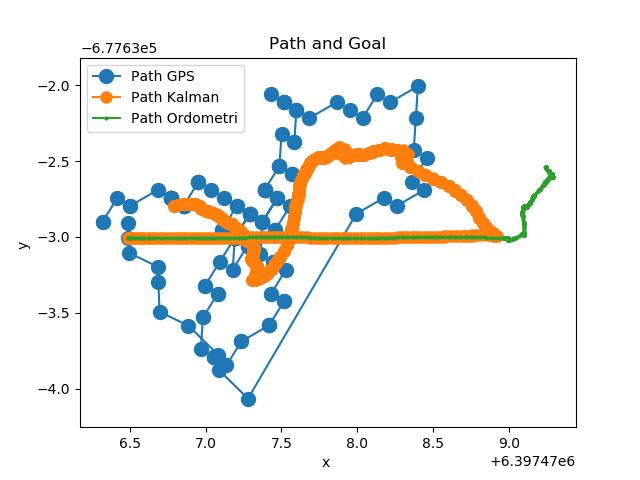 Path and Goal
−6.7763e5
Path GPS
Path Kalman
Path Ordometri
−2.0
−2.5
−3.0
−3.5
−4.0
y
6.5 7.0 7.5 8.0 8.5 9.0
x
+6.39747e6